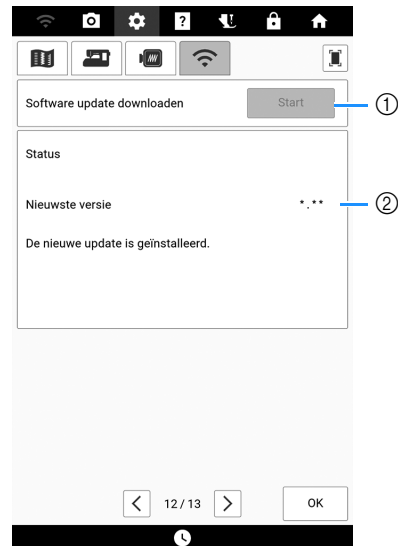 ?
Software update downloaden
Start
①
Status
Nieuwste versie
*.**
②
De nieuwe update is geïnstalleerd.
12/13
OK